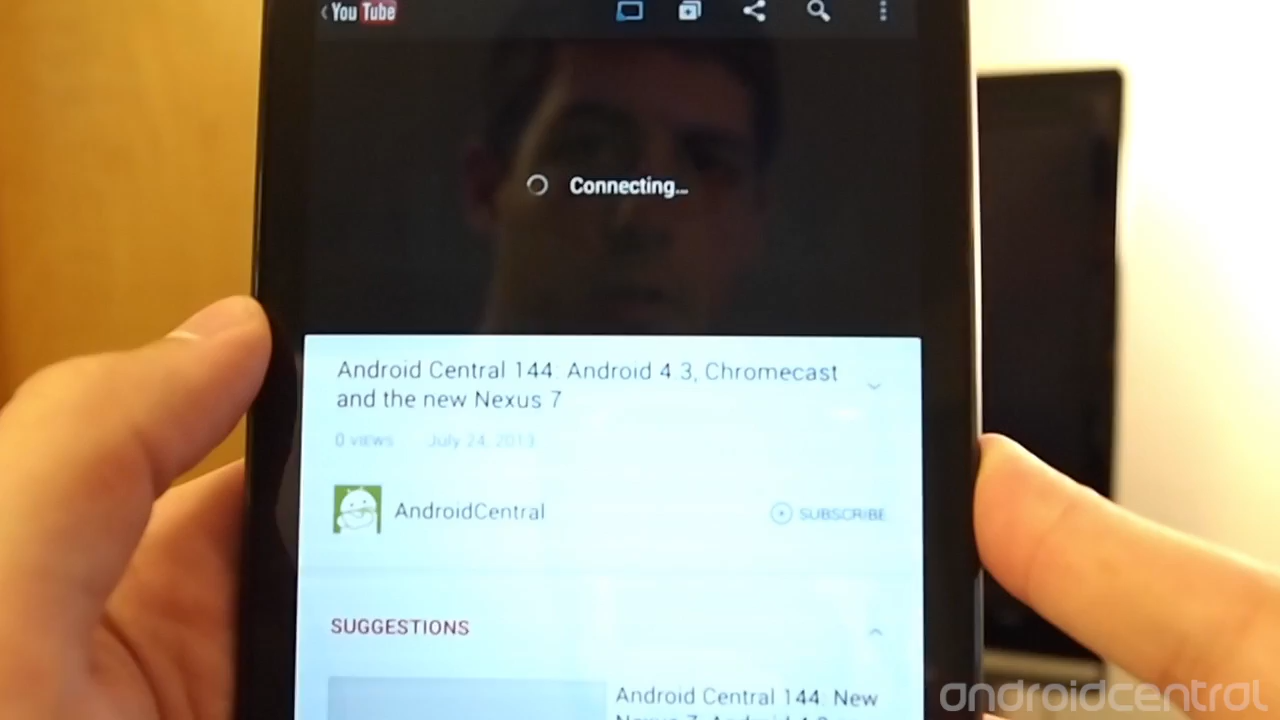 YouTube
Connecting...
Android Central 144: Android 4.3, Chromecast
and the new Nexus 7
0 VIEWS July 24, 2013
AndroidCentral
SUBSCRIBE
SUGGESTIONS
Android Central 144: New
androidcentral